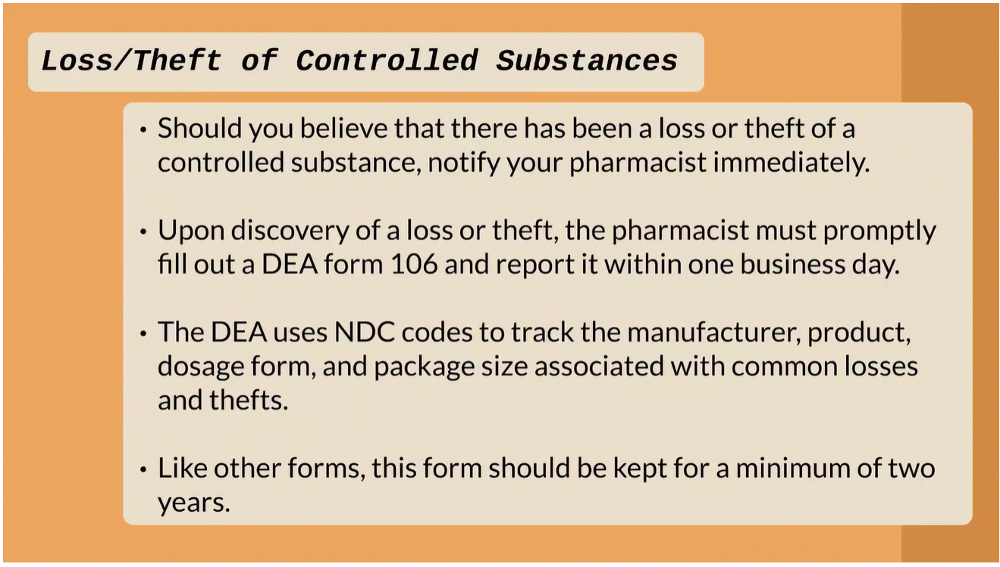 Loss/Theft of Controlled Substances
• Should you believe that there has been a loss or theft of a
controlled substance, notify your pharmacist immediately.
• Upon discovery of a loss or theft, the pharmacist must promptly
fill out a DEA form 106 and report it within one business day.
• The DEA uses NDC codes to track the manufacturer, product,
dosage form, and package size associated with common losses
and thefts.
• Like other forms, this form should be kept for a minimum of two
years.